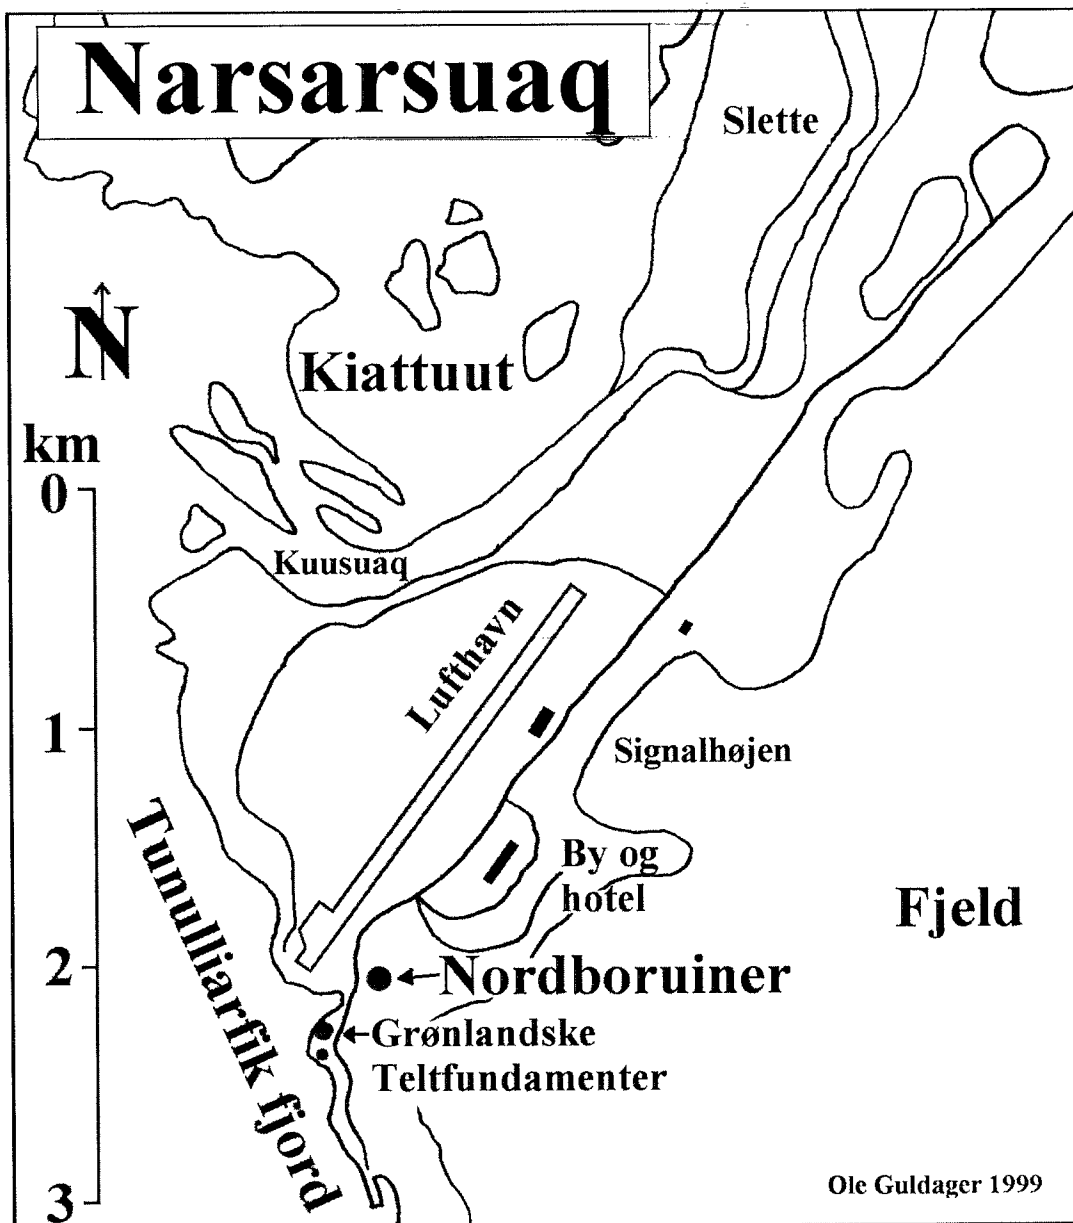 Narsarsuaq
Slette
N
Kiattuut
km
0
Kuusuaq
Lufthavn
1
Signalhøjen
Tunulliarfik fjord
By og
hotel
Fjeld
2
Nordboruiner
Grønlandske
Teltfundamenter
3
Ole Guldager 1999